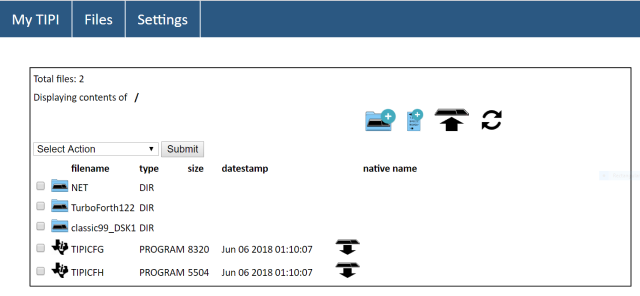 My TIPI Files Settings
Total files: 2
Displaying contents of /
Select Action Submit
filename type size datestamp native name
NET DIR
TurboForth122 DIR
classic99_DSK1 DIR
TIPICFG PROGRAM 8320 Jun 06 2018 01:10:07
TIPICFH PROGRAM 5504 Jun 06 2018 01:10:07